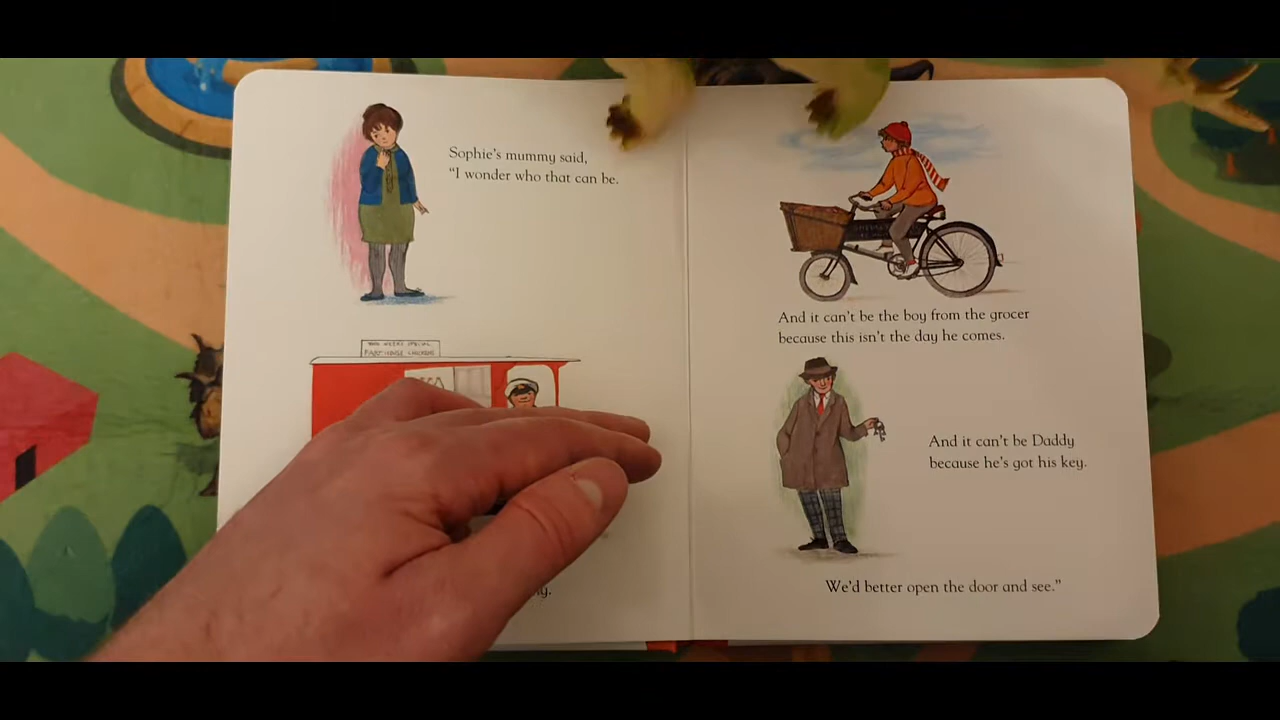 Sophie's mummy said,
"I wonder who that can be.
And it can't be the boy from the grocer
because this isn't the day he comes.
And it can't be Daddy
because he's got his key.
We'd better open the door and see."